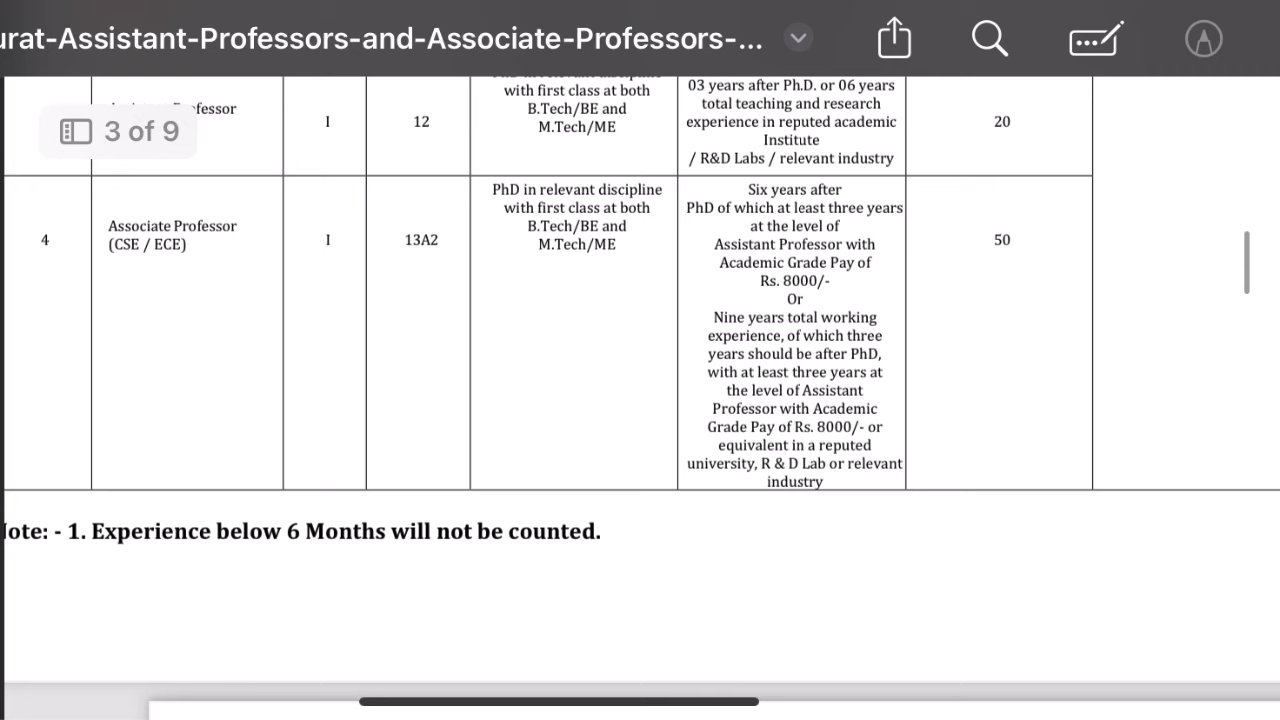 urat-Assistant-Professors-and-Associate-Professors-...
3 of 9
fessor
I
12
with first class at both
B.Tech/BE and
M.Tech/ME
03 years after Ph.D. or 06 years
total teaching and research
experience in reputed academic
Institute
/ R&D Labs / relevant industry
20
4
Associate Professor
(CSE / ECE)
I
13A2
PhD in relevant discipline
with first class at both
B.Tech/BE and
M.Tech/ME
Six years after
PhD of which at least three years
at the level of
Assistant Professor with
Academic Grade Pay of
Rs. 8000/-
Or
Nine years total working
experience, of which three
years should be after PhD,
with at least three years at
the level of Assistant
Professor with Academic
Grade Pay of Rs. 8000/- or
equivalent in a reputed
university, R & D Lab or relevant
industry
50
ote: - 1. Experience below 6 Months will not be counted.